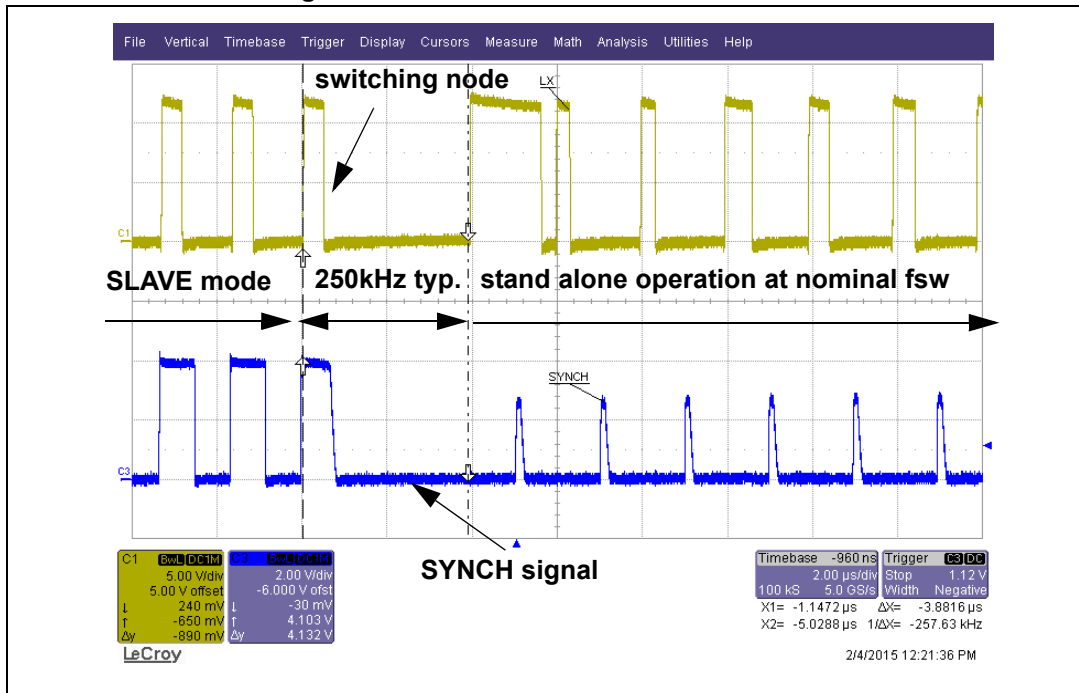 File Vertical Timebase Trigger Display Cursors Measure Math Analysis Utilities Help
switching node
LX
C1
SLAVE mode
250kHz typ.
stand alone operation at nominal fsw
SYNCH
C3
SYNCH signal
C1 BwL DC1M
5.00 V/div
5.00 V offset
↓ 240 mV
↑ -650 mV
Δy -890 mV
BwL
2.00 V/div
-6.000 V ofst
↓ -30 mV
↑ 4.103 V
Δy 4.132 V
Timebase -960 ns
2.00 µs/div
100 kS 5.0 GS/s
Trigger C3 DC
Stop 1.12 V
Width Negative
X1= -1.1472 µs ΔX= -3.8816 µs
X2= -5.0288 µs 1/ΔX= -257.63 kHz
LeCroy
2/4/2015 12:21:36 PM